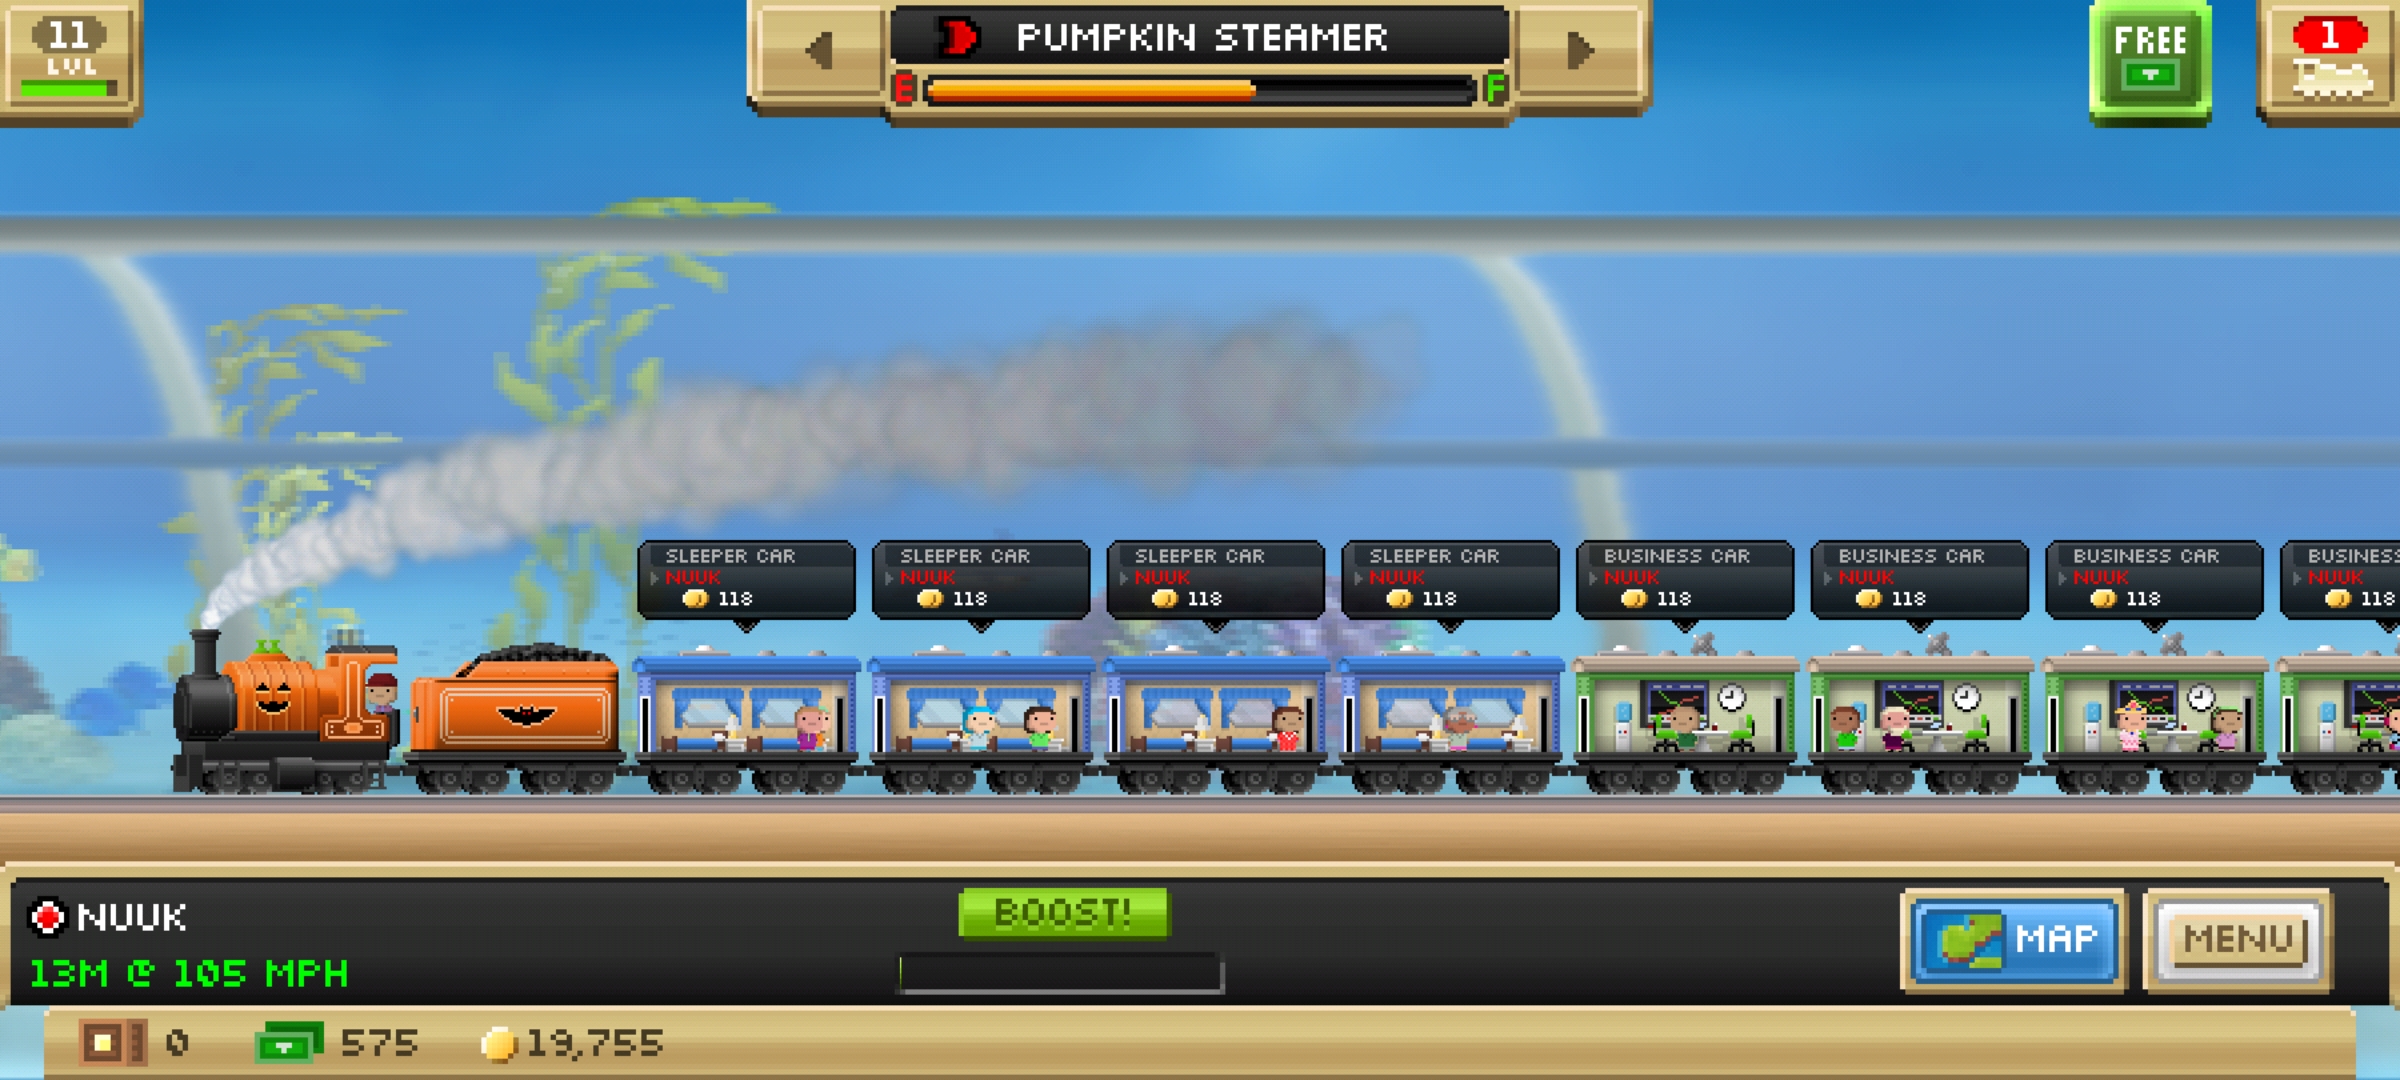 11
LVL
PUMPKIN STEAMER
E F
FREE
1
SLEEPER CAR
NUUK
118
SLEEPER CAR
NUUK
118
SLEEPER CAR
NUUK
118
SLEEPER CAR
NUUK
118
BUSINESS CAR
NUUK
118
BUSINESS CAR
NUUK
118
BUSINESS CAR
NUUK
118
BUSINESS
NUUK
118
NUUK
13M @ 105 MPH
BOOST!
MAP
MENU
0
575
19,755